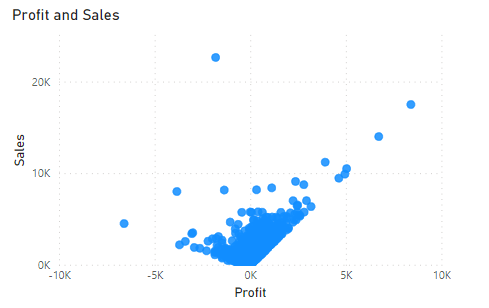 Profit and Sales
20K
10K
0K
Sales
-10K -5K 0K 5K 10K
Profit